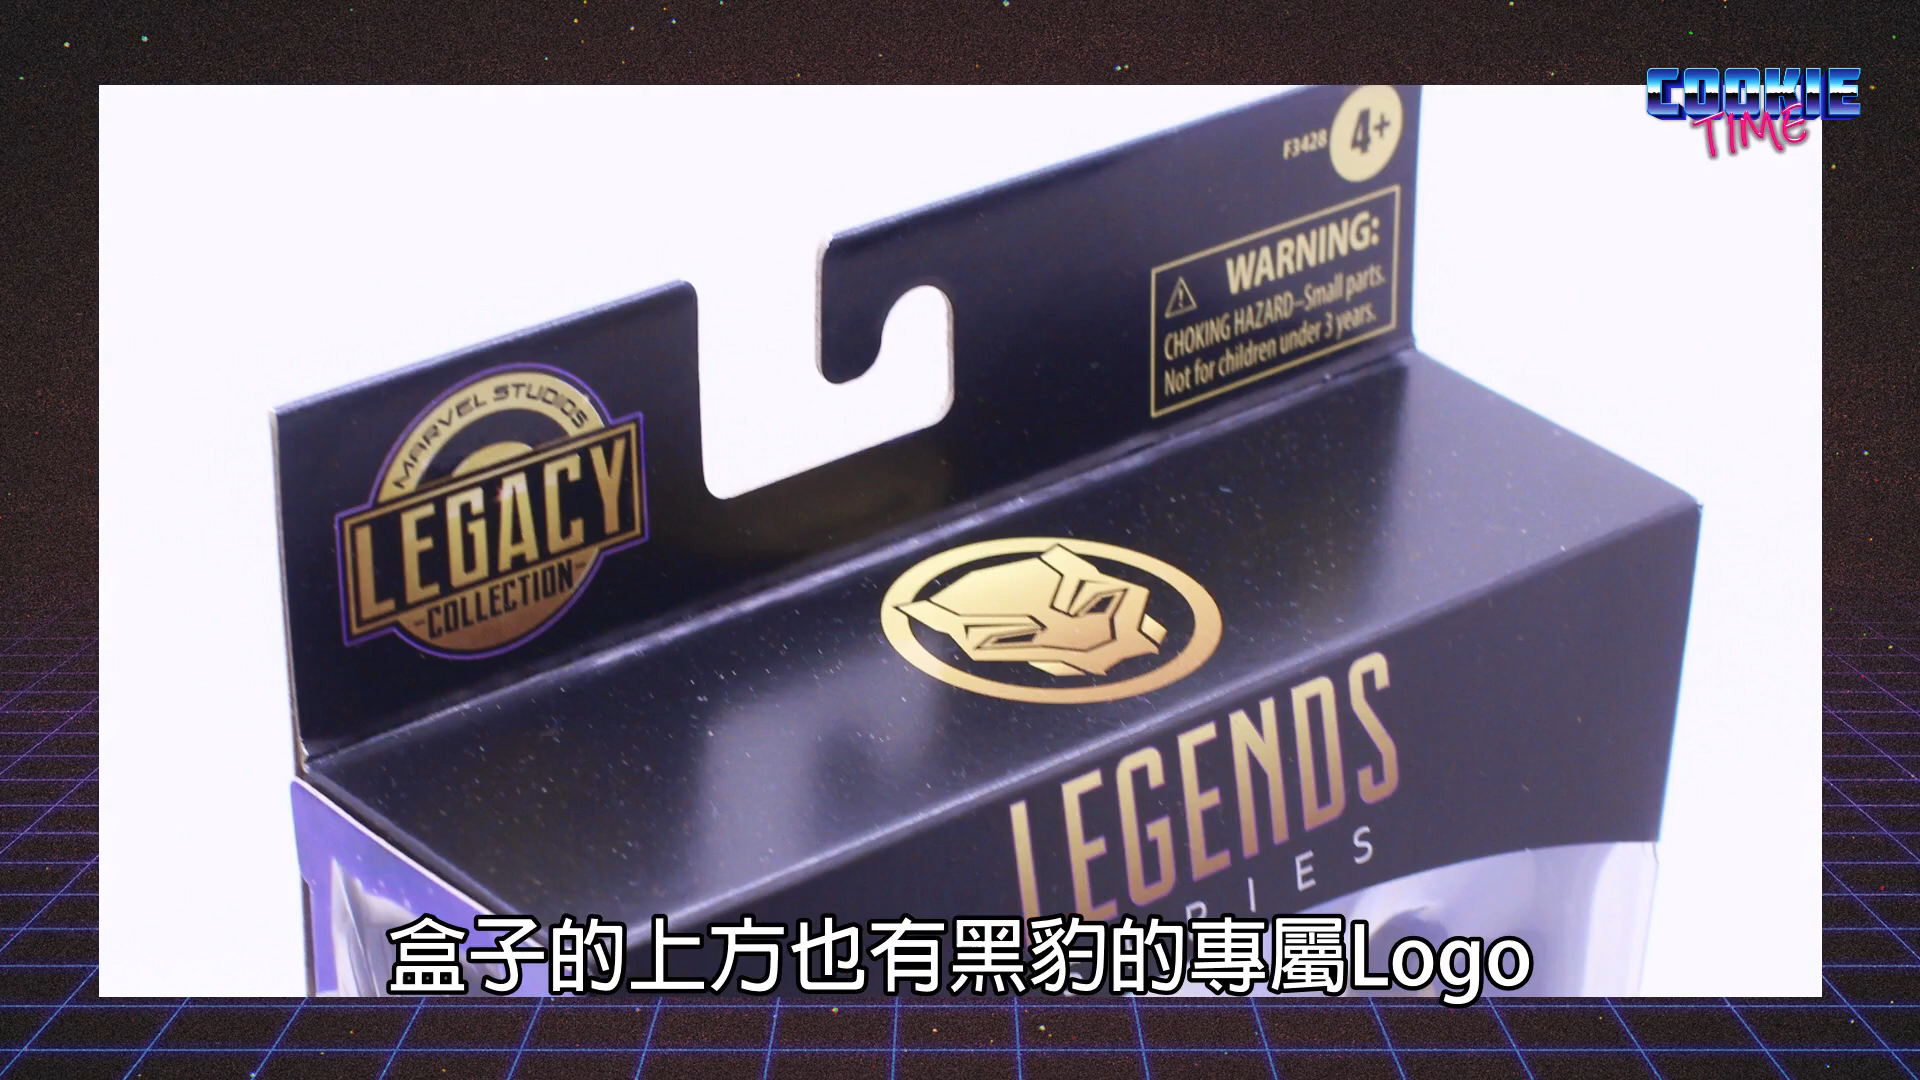 COOKIE
TIME
F3428
4+
WARNING:
CHOKING HAZARD–Small parts.
Not for children under 3 years.
MARVEL STUDIOS
LEGACY
-COLLECTION-
LEGENDS
SERIES
盒子的上方也有黑豹的專屬Logo